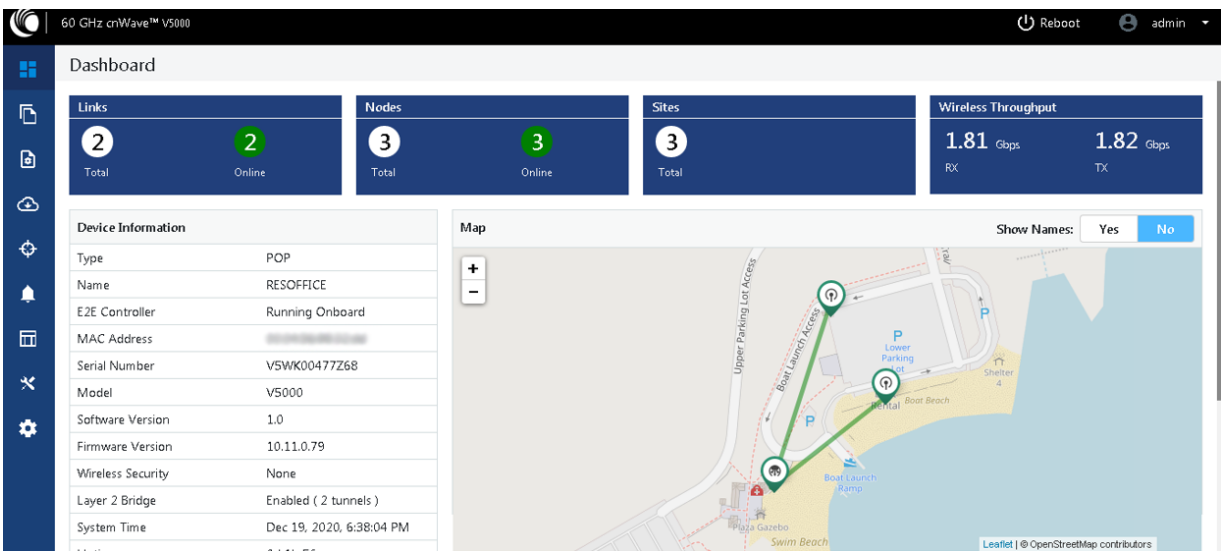 60 GHz cnWave™ V5000
Reboot
admin
Dashboard
Links
2 2
Total Online
Nodes
3 3
Total Online
Sites
3
Total
Wireless Throughput
1.81 Gbps 1.82 Gbps
RX TX
Device Information
Type POP
Name RESOFFICE
E2E Controller Running Onboard
MAC Address
Serial Number V5WK00477Z68
Model V5000
Software Version 1.0
Firmware Version 10.11.0.79
Wireless Security None
Layer 2 Bridge Enabled ( 2 tunnels )
System Time Dec 19, 2020, 6:38:04 PM
Map
Show Names: Yes No
+
−
Upper Parking Lot Access
Boat Launch Access
P
P
Lower
Parking
Lot
Shelter
4
Rental
Boat Beach
P
Boat Launch
Ramp
Plaza Gazebo
Swim Beach
Leaflet | © OpenStreetMap contributors